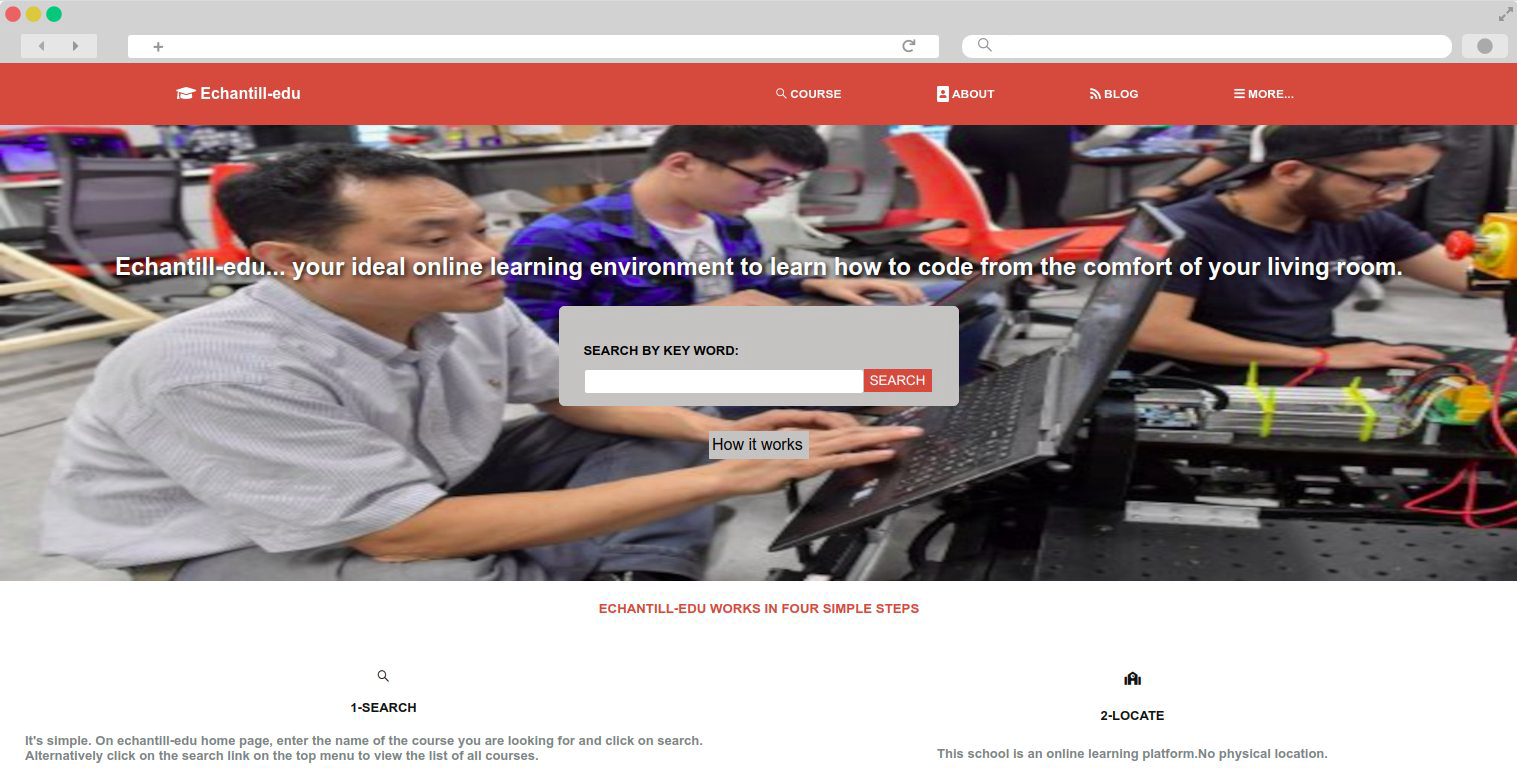 Echantill-edu
COURSE
ABOUT
BLOG
MORE...
Echantill-edu... your ideal online learning environment to learn how to code from the comfort of your living room.
SEARCH BY KEY WORD:
SEARCH
How it works
ECHANTILL-EDU WORKS IN FOUR SIMPLE STEPS
1-SEARCH
It's simple. On echantill-edu home page, enter the name of the course you are looking for and click on search.
Alternatively click on the search link on the top menu to view the list of all courses.
2-LOCATE
This school is an online learning platform.No physical location.